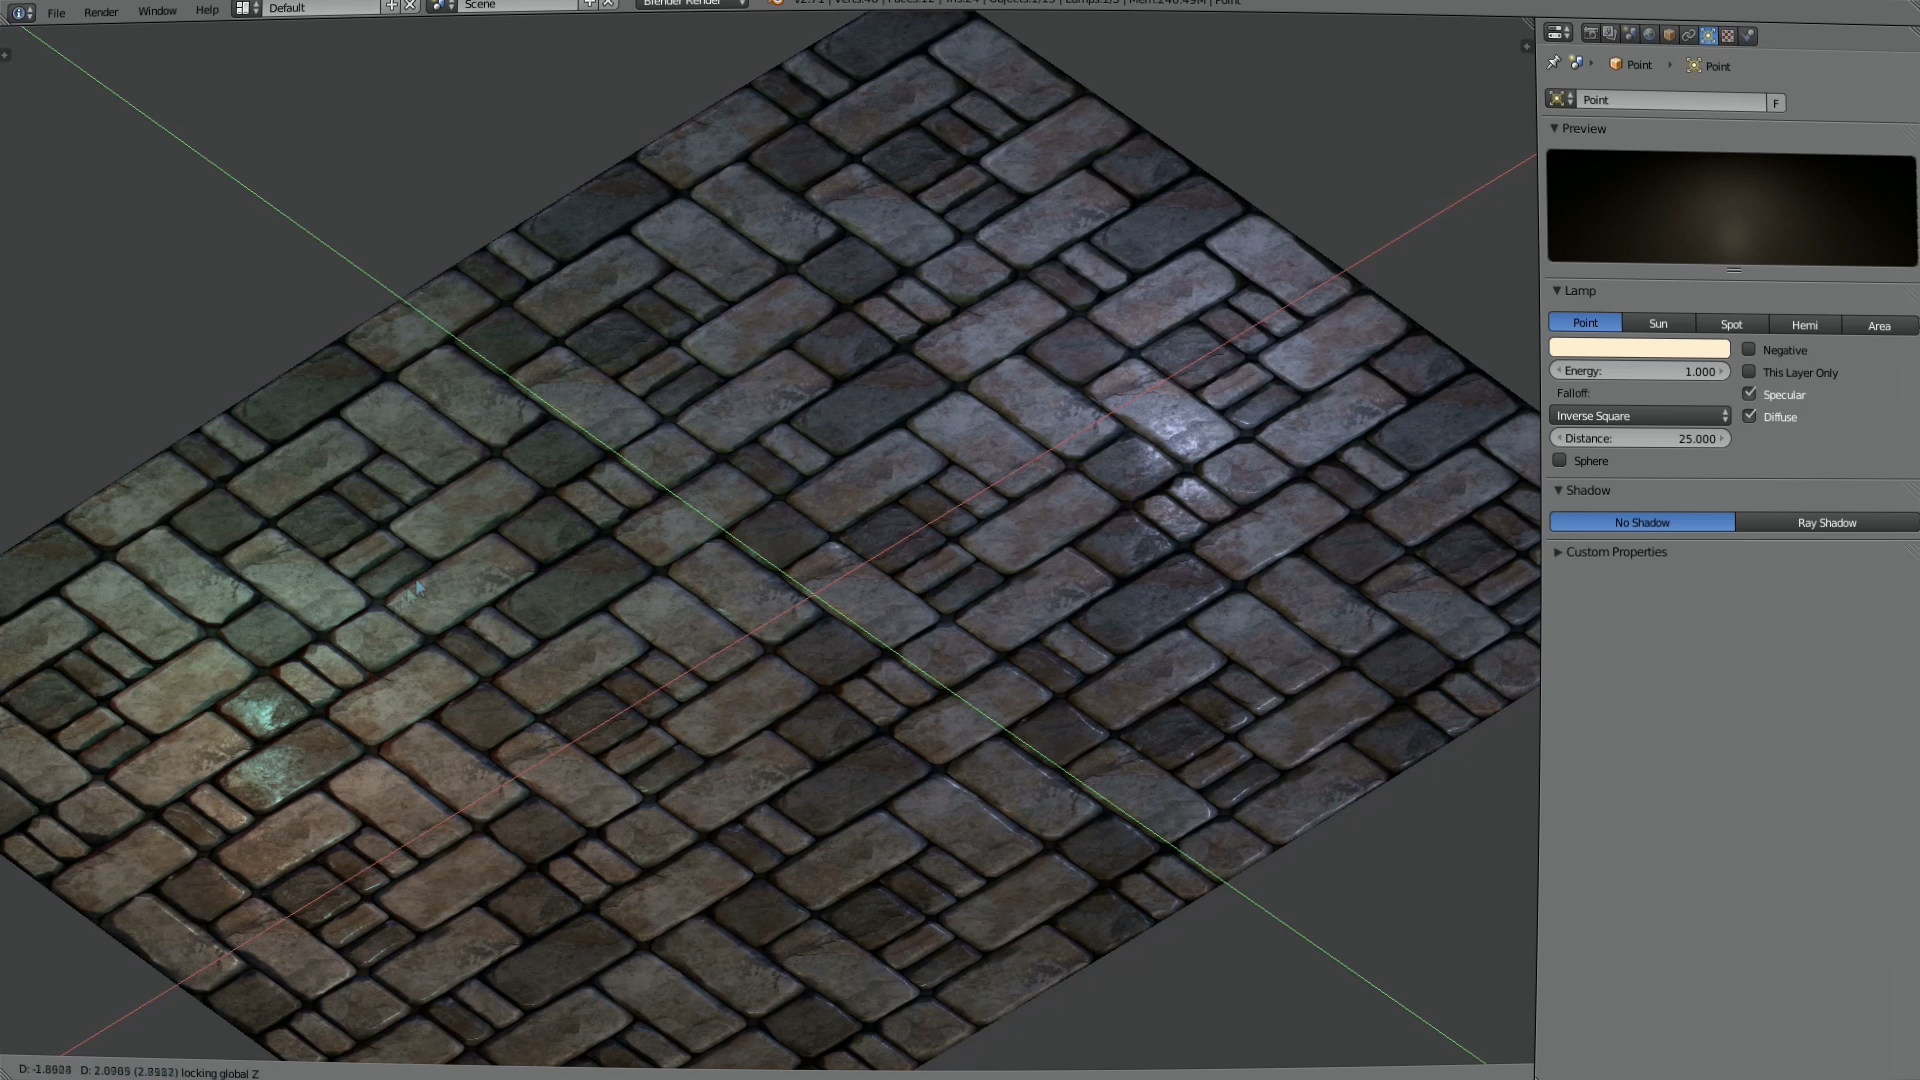 File Render Window Help Default Scene Blender Render
Point Point
Point F
Preview
Lamp
Point Sun Spot Hemi Area
Negative
Energy: 1.000 This Layer Only
Falloff: Specular
Inverse Square Diffuse
Distance: 25.000
Sphere
Shadow
No Shadow Ray Shadow
Custom Properties
locking global Z